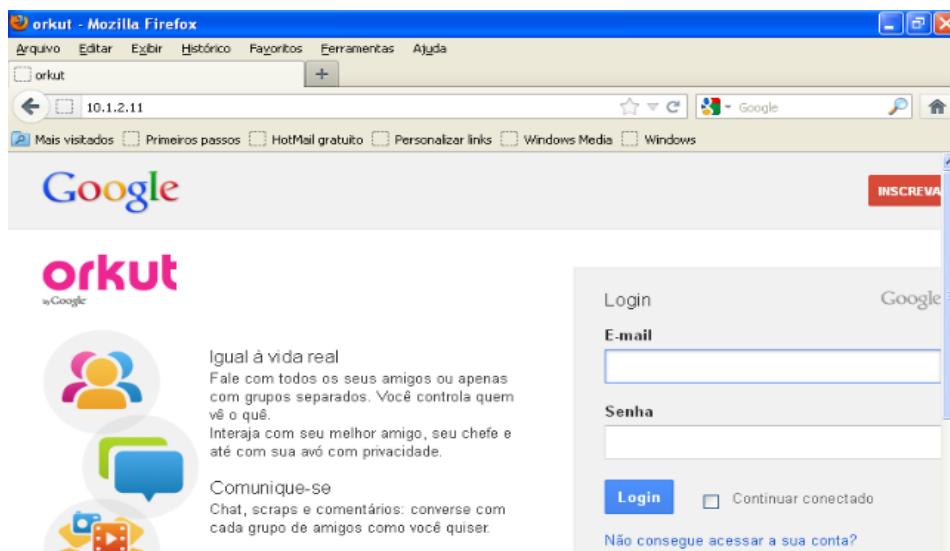 orkut - Mozilla Firefox
Arquivo Editar Exibir Histórico Favoritos Ferramentas Ajuda
orkut
10.1.2.11
Google
Mais visitados Primeiros passos HotMail gratuito Personalizar links Windows Media Windows
Google
INSCREVA
orkut
by Google
Igual à vida real
Fale com todos os seus amigos ou apenas
com grupos separados. Você controla quem
vê o quê.
Interaja com seu melhor amigo, seu chefe e
até com sua avó com privacidade.
Comunique-se
Chat, scraps e comentários: converse com
cada grupo de amigos como você quiser.
Login Google
E-mail
Senha
Login Continuar conectado
Não consegue acessar a sua conta?